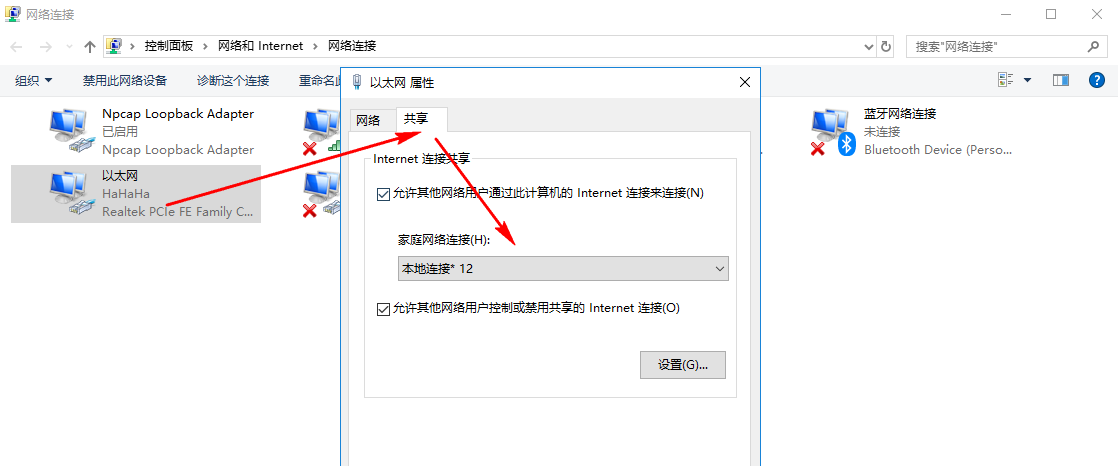 网络连接
控制面板 › 网络和 Internet › 网络连接
搜索"网络连接"
组织 禁用此网络设备 诊断这个连接 重命名
以太网 属性
网络 共享
Npcap Loopback Adapter
已启用
Npcap Loopback Adapter
以太网
HaHaHa
Realtek PCIe FE Family C...
Internet 连接共享
允许其他网络用户通过此计算机的 Internet 连接来连接(N)
家庭网络连接(H):
本地连接* 12
允许其他网络用户控制或禁用共享的 Internet 连接(O)
设置(G)...
蓝牙网络连接
未连接
Bluetooth Device (Perso...